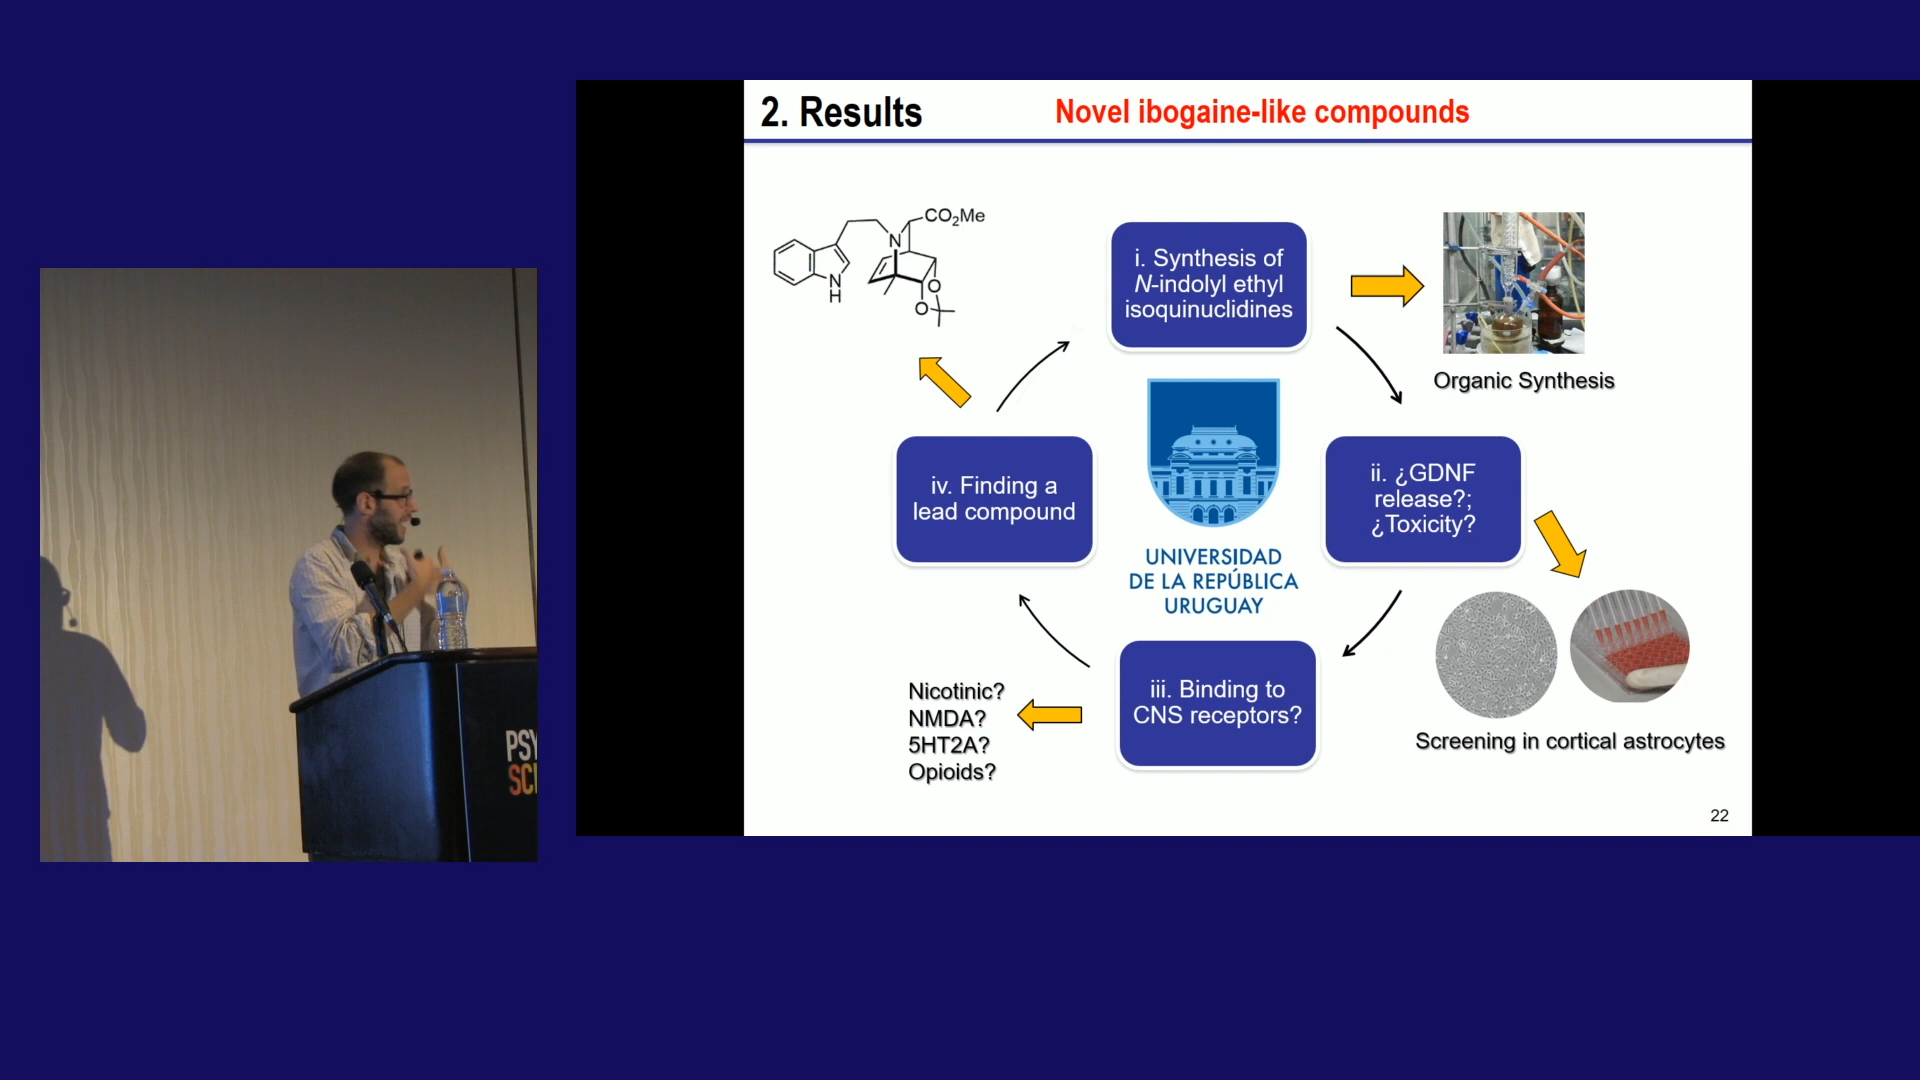 2. Results
Novel ibogaine-like compounds
CO2Me
N
N
H
O
O
i. Synthesis of
N-indolyl ethyl
isoquinuclidines
Organic Synthesis
iv. Finding a
lead compound
ii. ¿GDNF
release?;
¿Toxicity?
UNIVERSIDAD
DE LA REPÚBLICA
URUGUAY
iii. Binding to
CNS receptors?
Nicotinic?
NMDA?
5HT2A?
Opioids?
Screening in cortical astrocytes
22
PSY
SCI